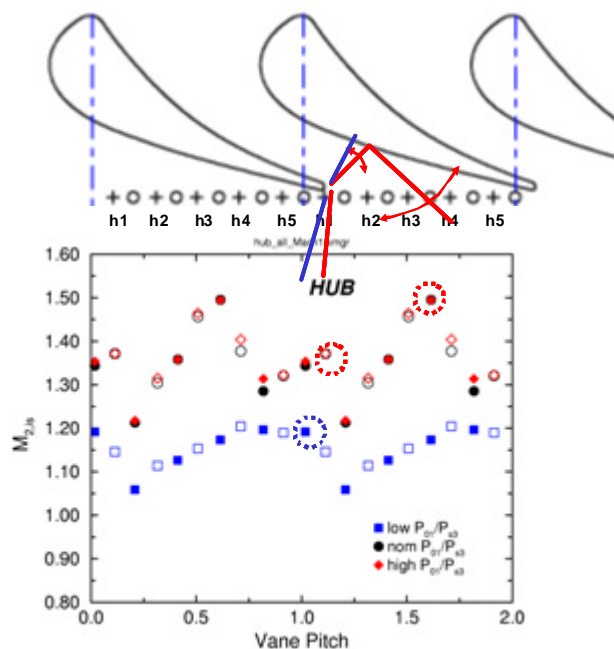 h1 h2 h3 h4 h5 h1 h2 h3 h4 h5
HUB
1.60
1.50
1.40
1.30
1.20
1.10
1.00
0.90
0.80
M2,is
low P01/Ps3
nom P01/Ps3
high P01/Ps3
0.0 0.5 1.0 1.5 2.0
Vane Pitch